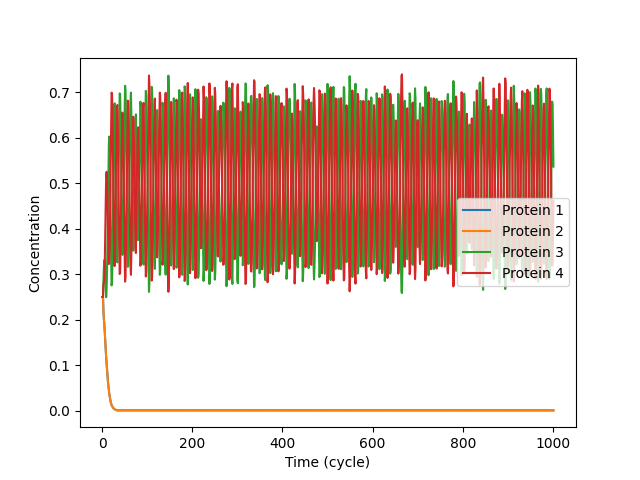 0.7
0.6
0.5
0.4
0.3
0.2
0.1
0.0
Concentration
Protein 1
Protein 2
Protein 3
Protein 4
0 200 400 600 800 1000
Time (cycle)